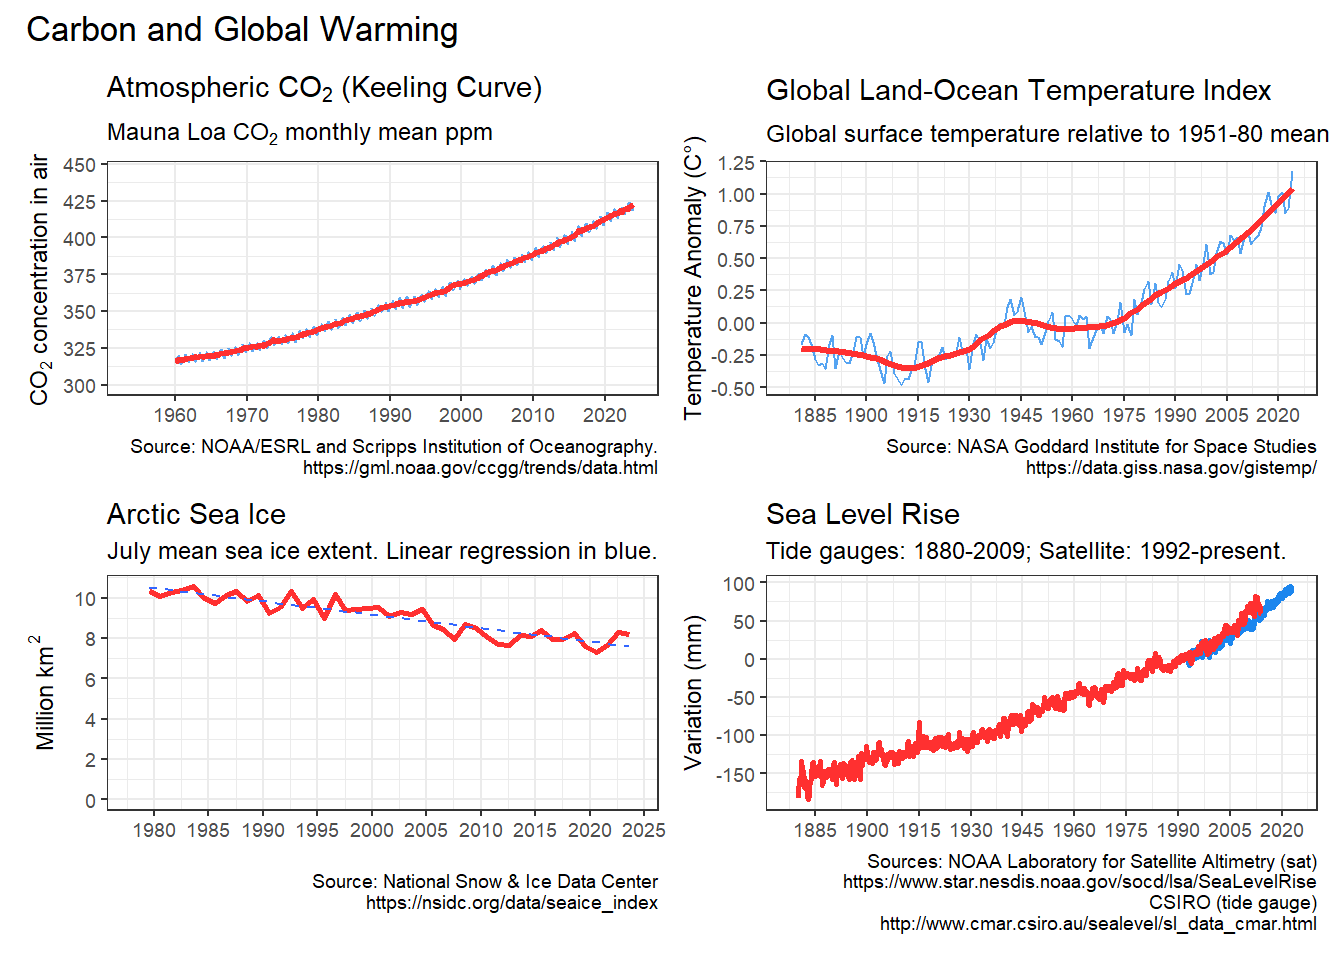 Carbon and Global Warming
Atmospheric CO₂ (Keeling Curve)
Mauna Loa CO₂ monthly mean ppm
CO₂ concentration in air
450
425
400
375
350
325
300
1960 1970 1980 1990 2000 2010 2020
Source: NOAA/ESRL and Scripps Institution of Oceanography.
https://gml.noaa.gov/ccgg/trends/data.html
Global Land-Ocean Temperature Index
Global surface temperature relative to 1951-80 mean
Temperature Anomaly (C°)
1.25
1.00
0.75
0.50
0.25
0.00
-0.25
-0.50
1885 1900 1915 1930 1945 1960 1975 1990 2005 2020
Source: NASA Goddard Institute for Space Studies
https://data.giss.nasa.gov/gistemp/
Arctic Sea Ice
July mean sea ice extent. Linear regression in blue.
Million km²
10
8
6
4
2
0
1980 1985 1990 1995 2000 2005 2010 2015 2020 2025
Source: National Snow & Ice Data Center
https://nsidc.org/data/seaice_index
Sea Level Rise
Tide gauges: 1880-2009; Satellite: 1992-present.
Variation (mm)
100
50
0
-50
-100
-150
1885 1900 1915 1930 1945 1960 1975 1990 2005 2020
Sources: NOAA Laboratory for Satellite Altimetry (sat)
https://www.star.nesdis.noaa.gov/socd/lsa/SeaLevelRise
CSIRO (tide gauge)
http://www.cmar.csiro.au/sealevel/sl_data_cmar.html